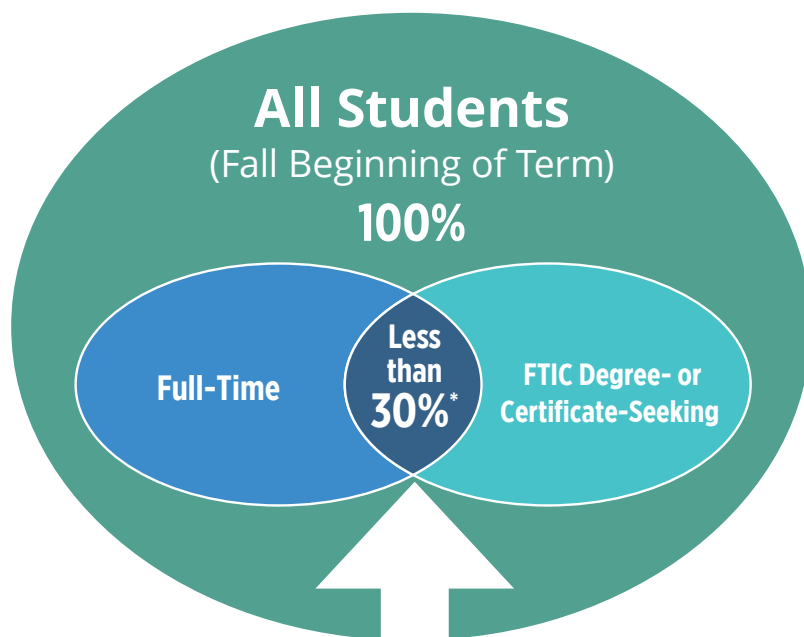 All Students
(Fall Beginning of Term)
100%
Full-Time
Less
than
30%*
FTIC Degree- or
Certificate-Seeking